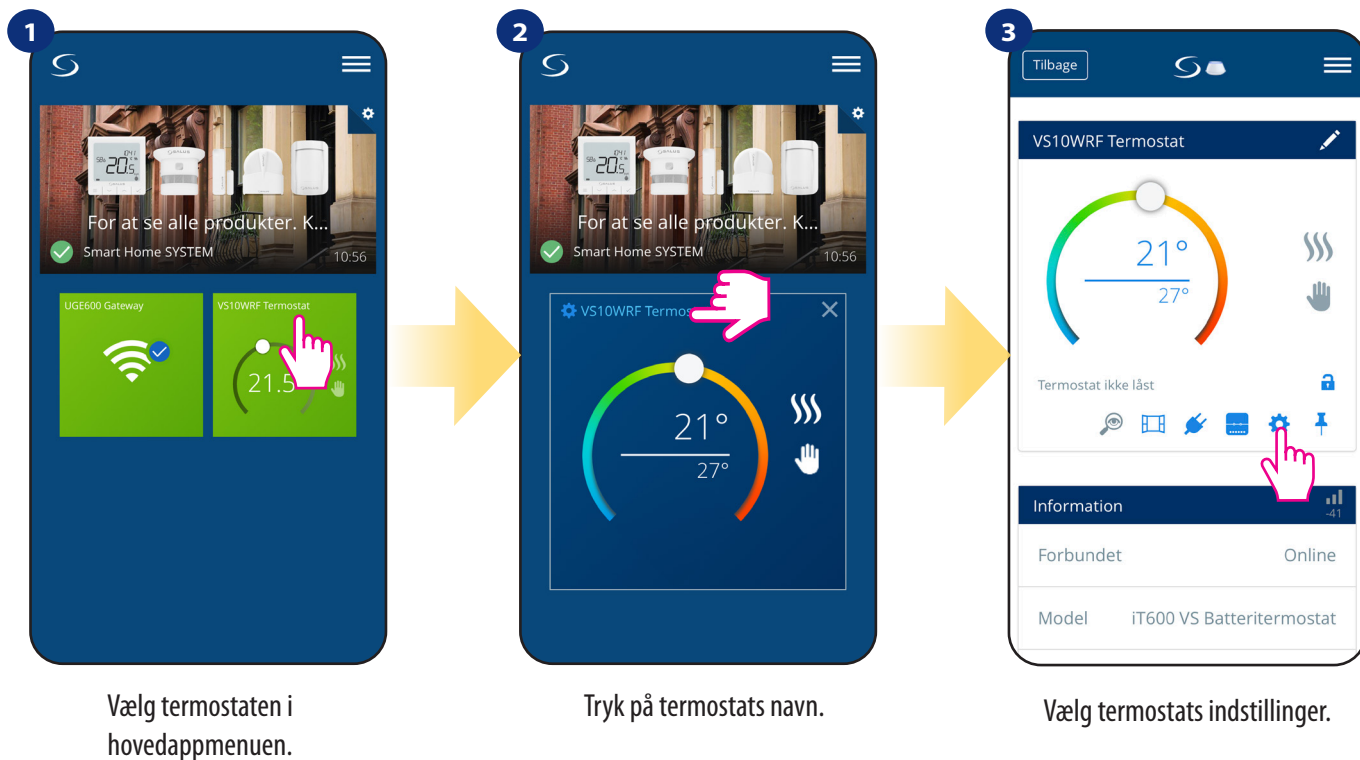 1
For at se alle produkter. K...
Smart Home SYSTEM
10:56
UGE600 Gateway
VS10WRF Termostat
21.5
Vælg termostaten i
hovedappmenuen.
2
For at se alle produkter. K...
Smart Home SYSTEM
10:56
VS10WRF Termos
21°
27°
Tryk på termostats navn.
3
Tilbage
VS10WRF Termostat
21°
27°
Termostat ikke låst
Information
-41
Forbundet Online
Model iT600 VS Batteritermostat
Vælg termostats indstillinger.